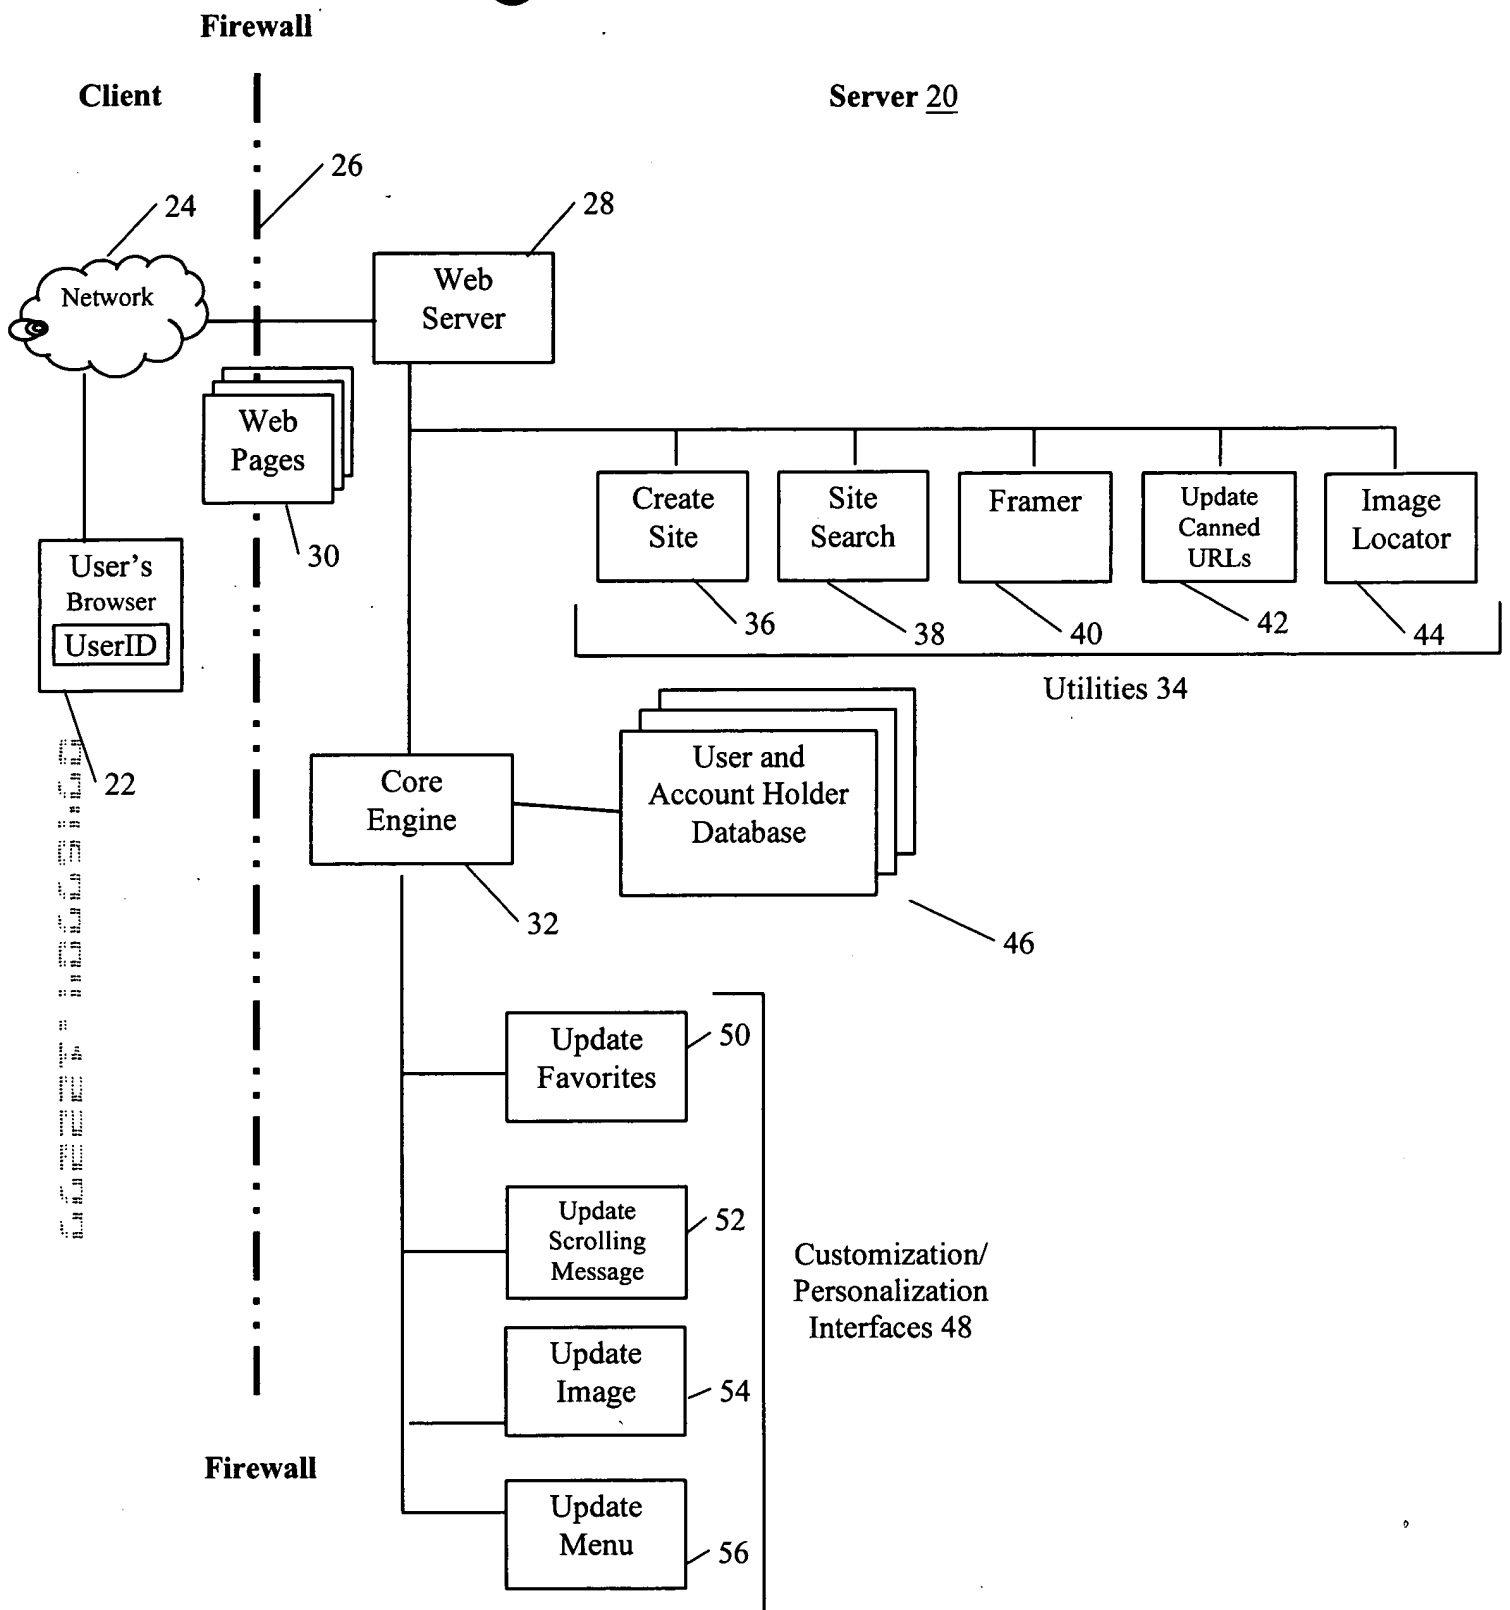 Firewall
Client
Server 20
26
24
28
Network
Web
Server
Web
Pages
30
Create
Site
Site
Search
Framer
Update
Canned
URLs
Image
Locator
36
38
40
42
44
Utilities 34
User's
Browser
UserID
22
Core
Engine
32
User and
Account Holder
Database
46
Update
Favorites
50
Update
Scrolling
Message
52
Customization/
Personalization
Interfaces 48
Update
Image
54
Firewall
Update
Menu
56